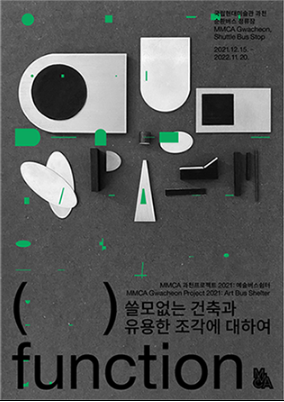 국립현대미술관 과천
순환버스 정류장
MMCA Gwacheon,
Shuttle Bus Stop
2021.12.15. -
2022.11.20.
MMCA 과천프로젝트 2021: 예술버스쉼터
MMCA Gwacheon Project 2021: Art Bus Shelter
( ) 쓸모없는 건축과
유용한 조각에 대하여
function
MMCA